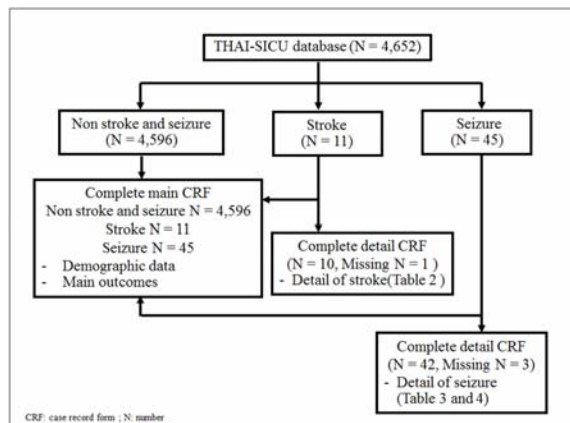 THAI-SICU database (N = 4,652)
Non stroke and seizure
(N = 4,596)
Stroke
(N = 11)
Seizure
(N = 45)
Complete main CRF
Non stroke and seizure N = 4,596
Stroke N = 11
Seizure N = 45
- Demographic data
- Main outcomes
Complete detail CRF
(N = 10, Missing N = 1 )
- Detail of stroke(Table 2 )
Complete detail CRF
(N = 42, Missing N = 3)
- Detail of seizure
(Table 3 and 4)
CRF: case record form ; N: number